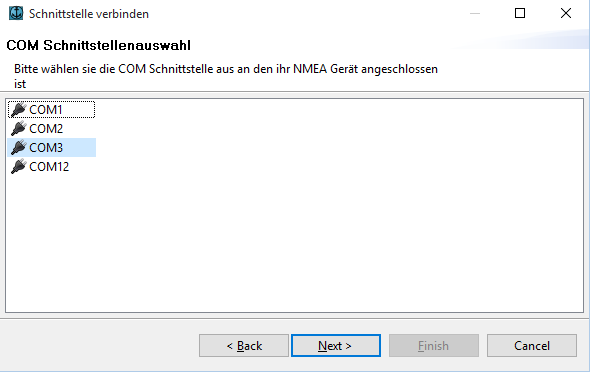 Schnittstelle verbinden
COM Schnittstellenauswahl
Bitte wählen sie die COM Schnittstelle aus an den ihr NMEA Gerät angeschlossen
ist
COM1
COM2
COM3
COM12
< Back
Next >
Finish
Cancel